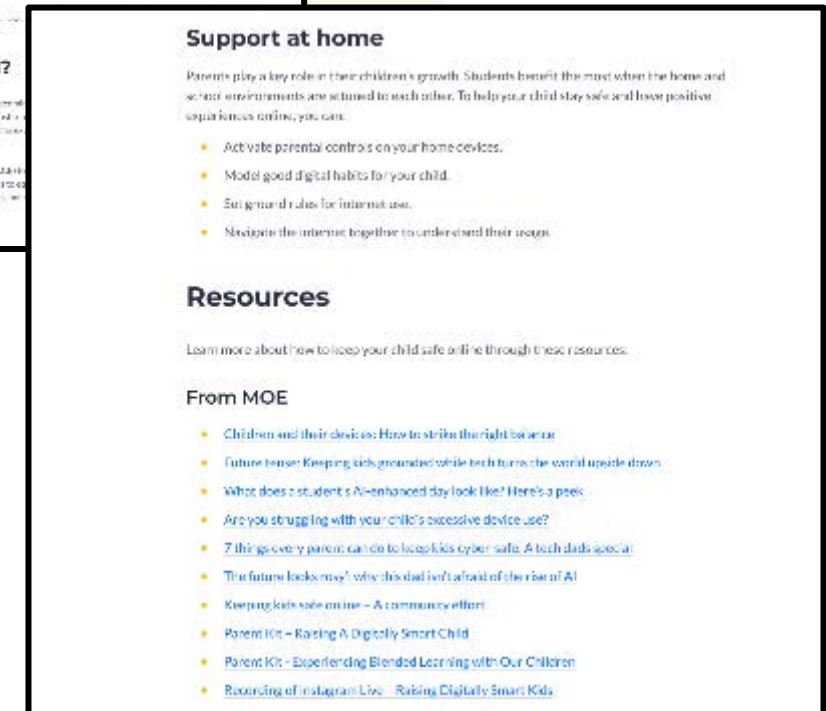 ?
Support at home
Parents play a key role in their children's growth. Students benefit the most when the home and
school environments are attuned to each other. To help your child stay safe and have positive
experiences online, you can:
Activate parental controls on your home devices.
Model good digital habits for your child.
Set ground rules for internet use.
Navigate the internet together to understand their usage.
Resources
Learn more about how to keep your child safe online through these resources:
From MOE
Children and their devices: How to strike the right balance
Future tense: Keeping kids grounded while tech turns the world upside down
What does a student's AI-enhanced day look like? Here's a peek
Are you struggling with your child's excessive device use?
7 things every parent can do to keep kids cyber-safe: A tech dads special
'The future looks rosy': why this dad isn't afraid of the rise of AI
Keeping kids safe online – A community effort
Parent Kit – Raising A Digitally Smart Child
Parent Kit - Experiencing Blended Learning with Our Children
Recording of Instagram Live – Raising Digitally Smart Kids